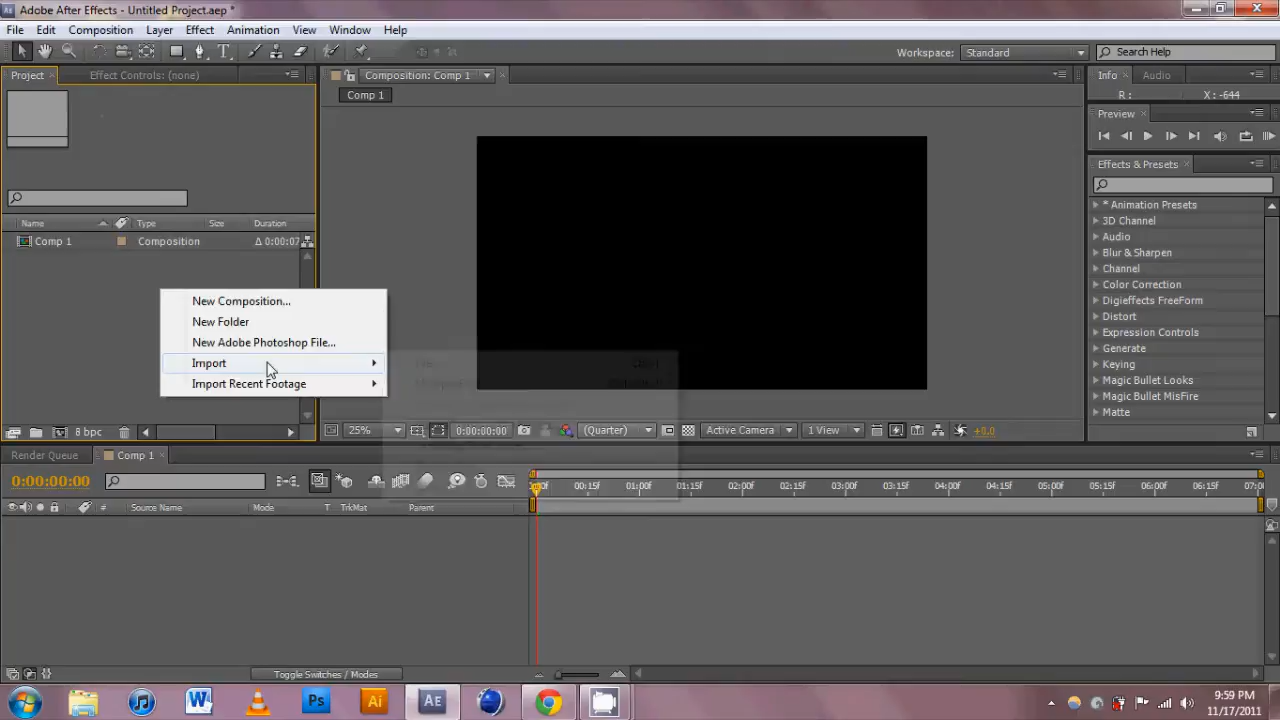 Adobe After Effects - Untitled Project.aep *
File Edit Composition Layer Effect Animation View Window Help
Workspace: Standard Search Help
Project Effect Controls: (none) Composition: Comp 1 Info Audio
Comp 1 R : X : -644
Preview
Effects & Presets
Name Type Size Duration
Comp 1 Composition Δ 0:00:07
* Animation Presets
3D Channel
Audio
Blur & Sharpen
Channel
Color Correction
Digieffects FreeForm
Distort
Expression Controls
Generate
Keying
Magic Bullet Looks
Magic Bullet MisFire
Matte
New Composition...
New Folder
New Adobe Photoshop File...
Import
Import Recent Footage
8 bpc 25% 0:00:00:00 (Quarter) Active Camera 1 View +0.0
Render Queue Comp 1
0:00:00:00 00:15f 01:00f 01:15f 02:00f 02:15f 03:00f 03:15f 04:00f 04:15f 05:00f 05:15f 06:00f 06:15f 07:0
# Source Name Mode T TrkMat Parent
Toggle Switches / Modes
W Ps Ai AE
9:59 PM
11/17/2011